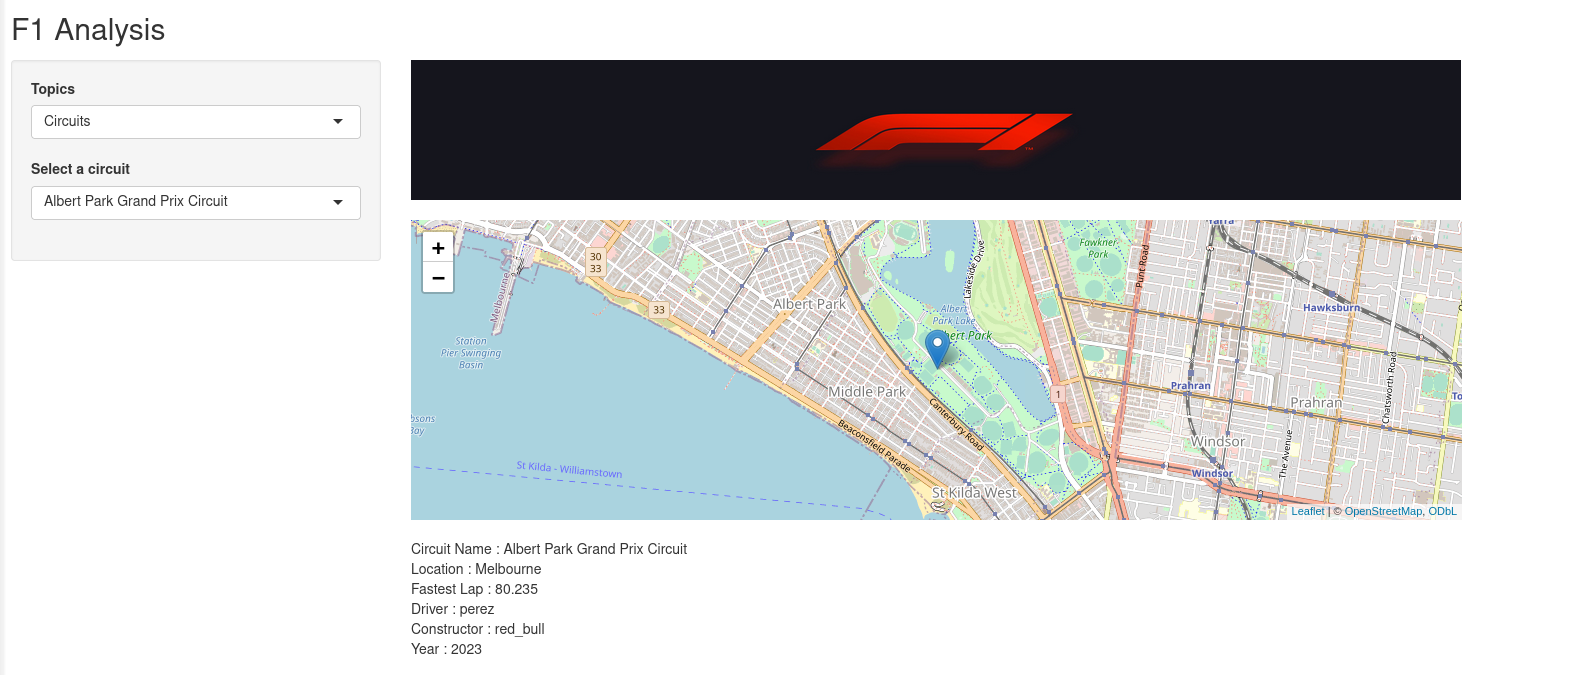 F1 Analysis
Topics
Circuits
Select a circuit
Albert Park Grand Prix Circuit
+
−
30
33
33
Melbourne
Station
Pier Swinging
Basin
Albert Park
Lakeside Drive
Fawkner
Park
Punt Road
Hawksburn
Albert
Park Lake
Middle Park
Canterbury Road
Beaconsfield Parade
1
Prahran
Prahran
Chatsworth Road
Windsor
The Avenue
Windsor
Bay
St Kilda - Williamstown
St Kilda West
Leaflet | © OpenStreetMap, ODbL
Circuit Name : Albert Park Grand Prix Circuit
Location : Melbourne
Fastest Lap : 80.235
Driver : perez
Constructor : red_bull
Year : 2023